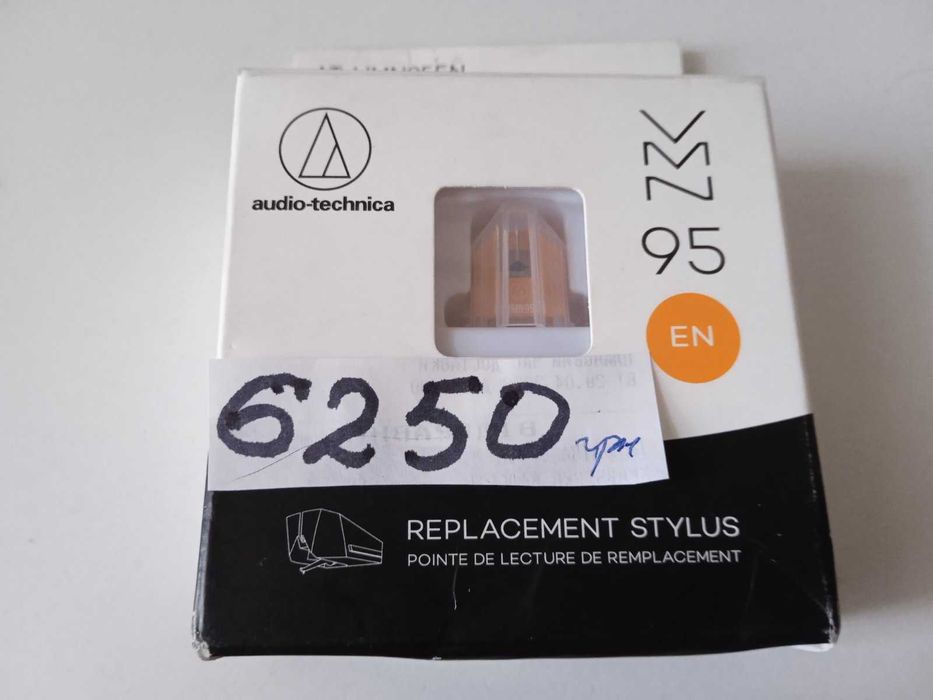 audio-technica
VMN
95
EN
6250 грн
REPLACEMENT STYLUS
POINTE DE LECTURE DE REMPLACEMENT